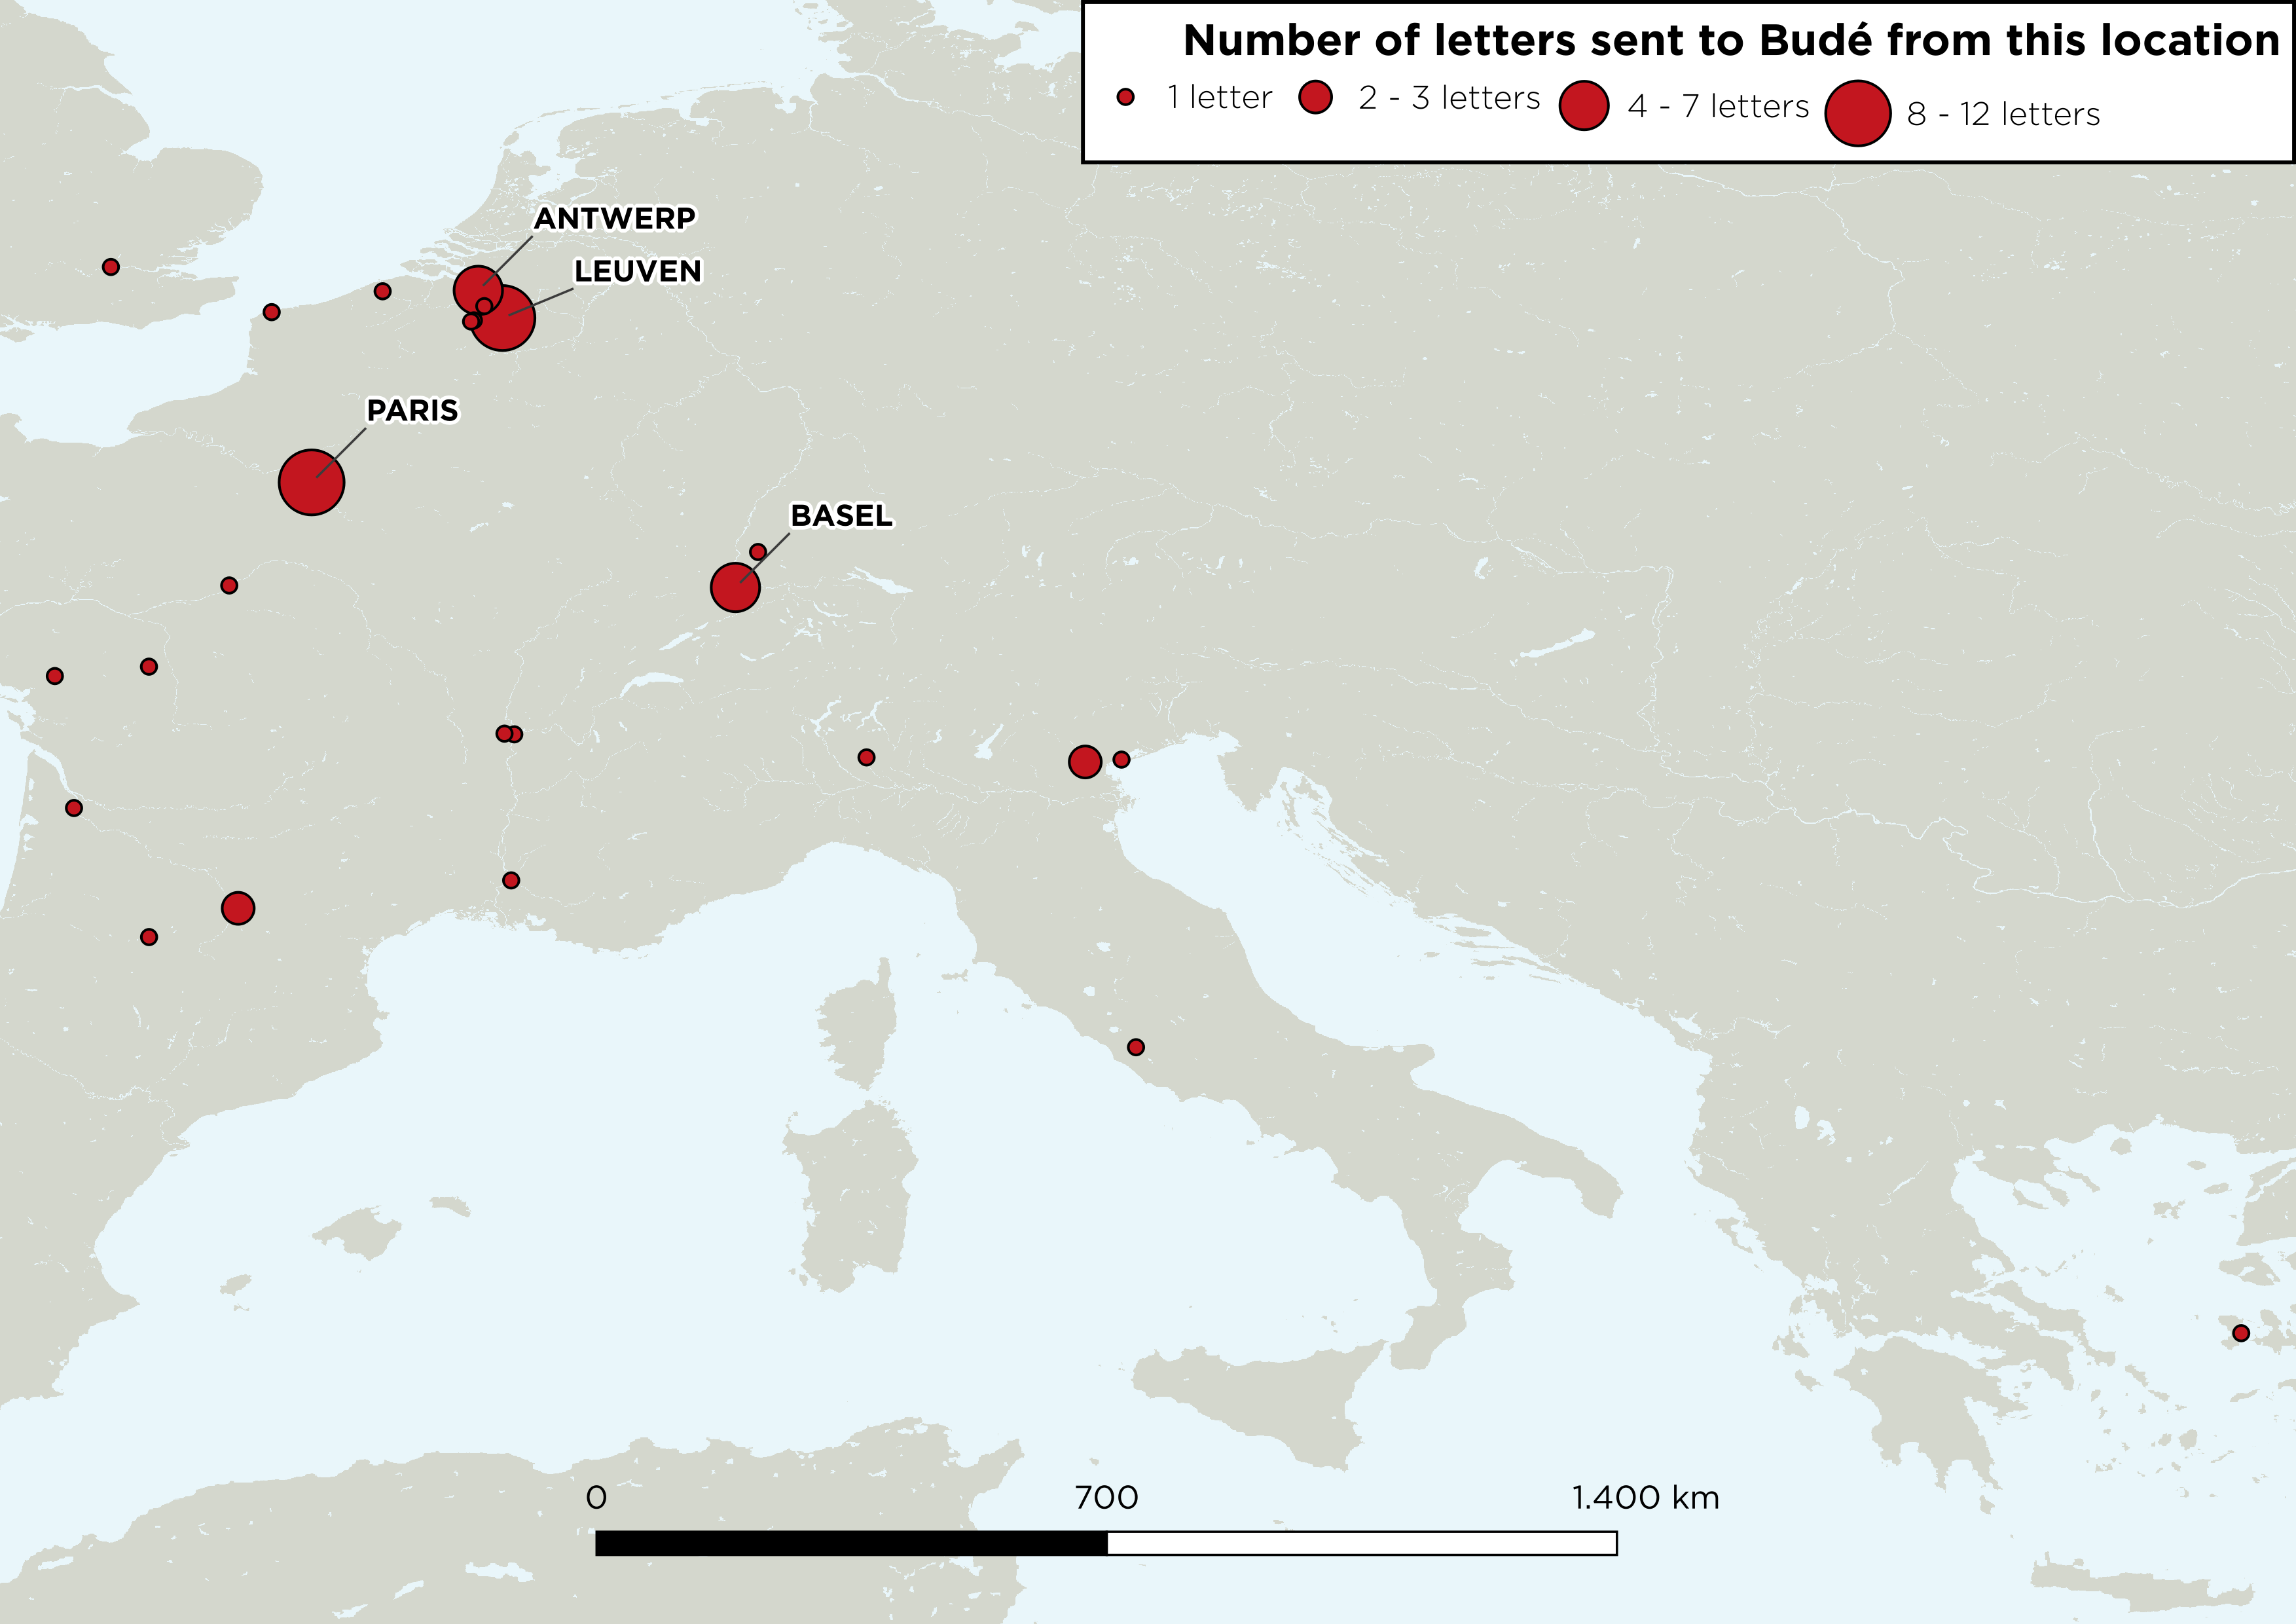 Number of letters sent to Budé from this location
1 letter 2 - 3 letters 4 - 7 letters 8 - 12 letters
ANTWERP
LEUVEN
PARIS
BASEL
0 700 1.400 km